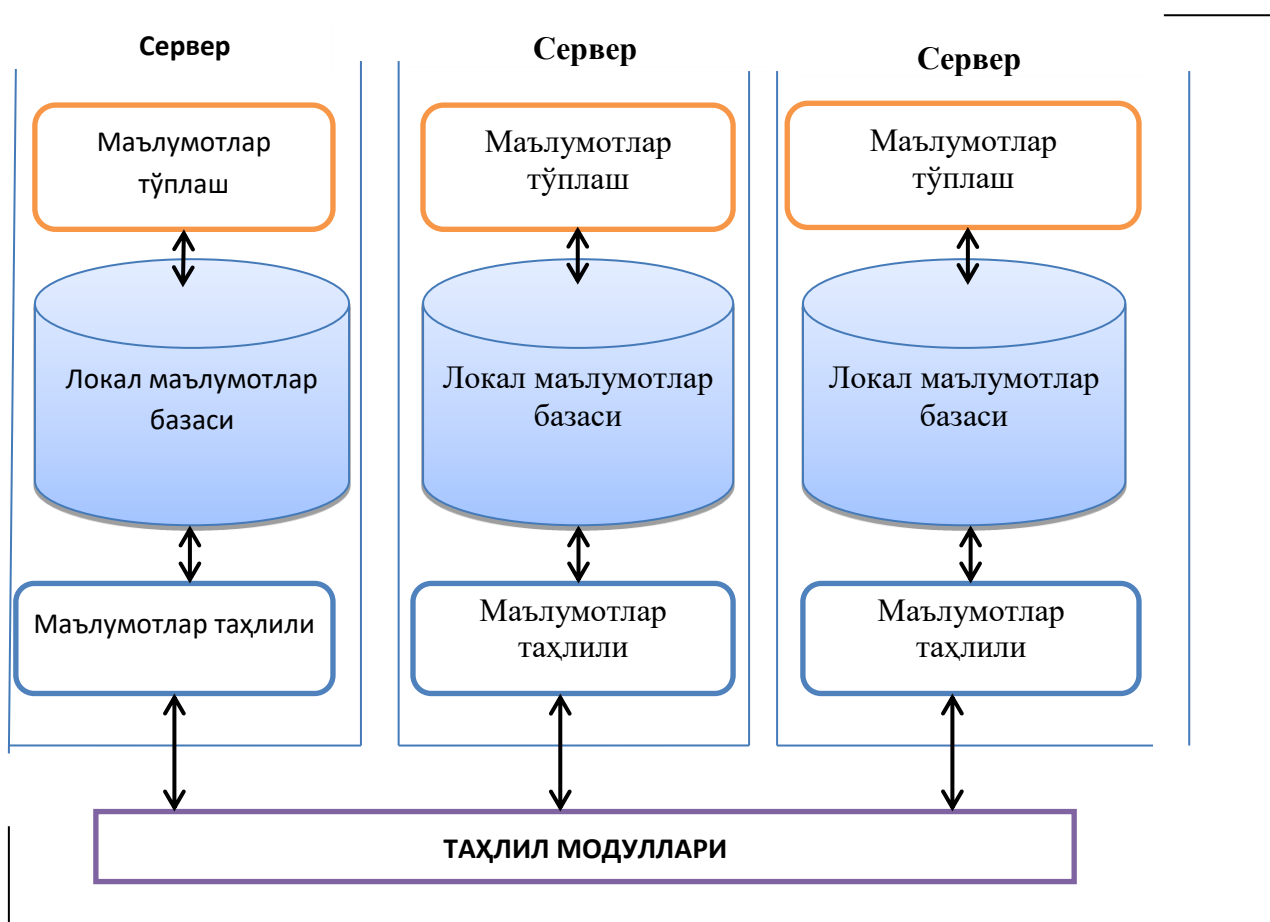 Сервер
Маълумотлар
тўплаш
Локал маълумотлар
базаси
Маълумотлар таҳлили
Сервер
Маълумотлар
тўплаш
Локал маълумотлар
базаси
Маълумотлар
таҳлили
Сервер
Маълумотлар
тўплаш
Локал маълумотлар
базаси
Маълумотлар
таҳлили
ТАҲЛИЛ МОДУЛЛАРИ